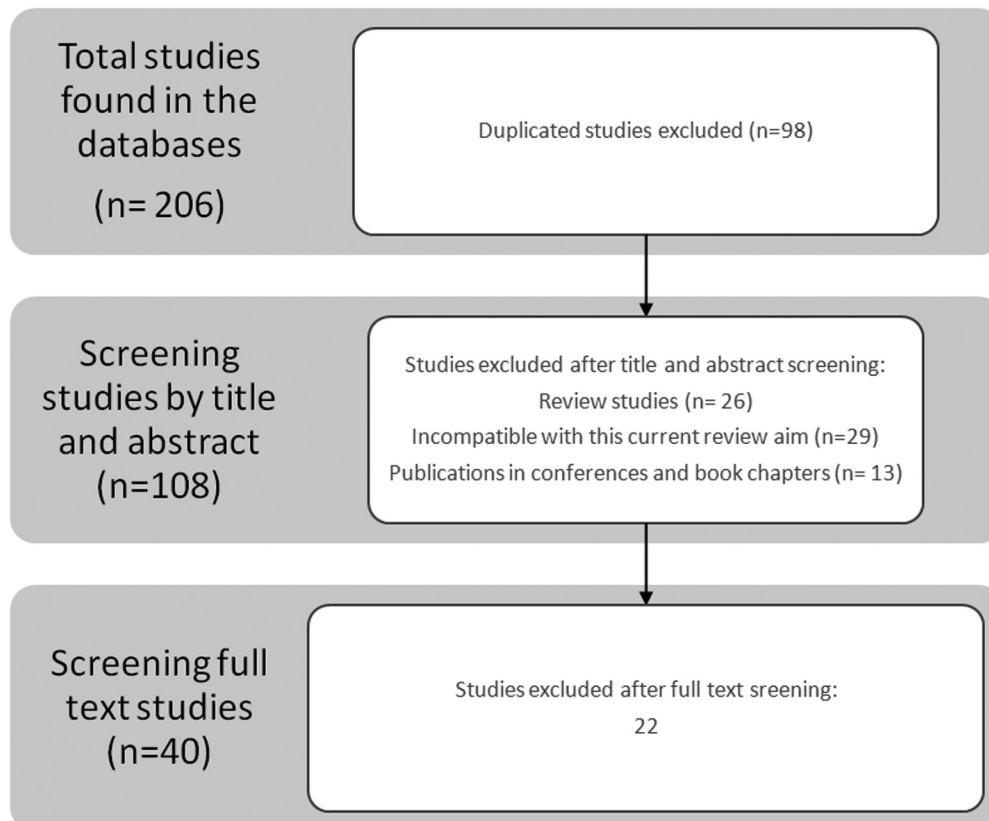 Total studies
found in the
databases
(n= 206)
Duplicated studies excluded (n=98)
Screening
studies by title
and abstract
(n=108)
Studies excluded after title and abstract screening:
Review studies (n= 26)
Incompatible with this current review aim (n=29)
Publications in conferences and book chapters (n= 13)
Screening full
text studies
(n=40)
Studies excluded after full text sreening:
22